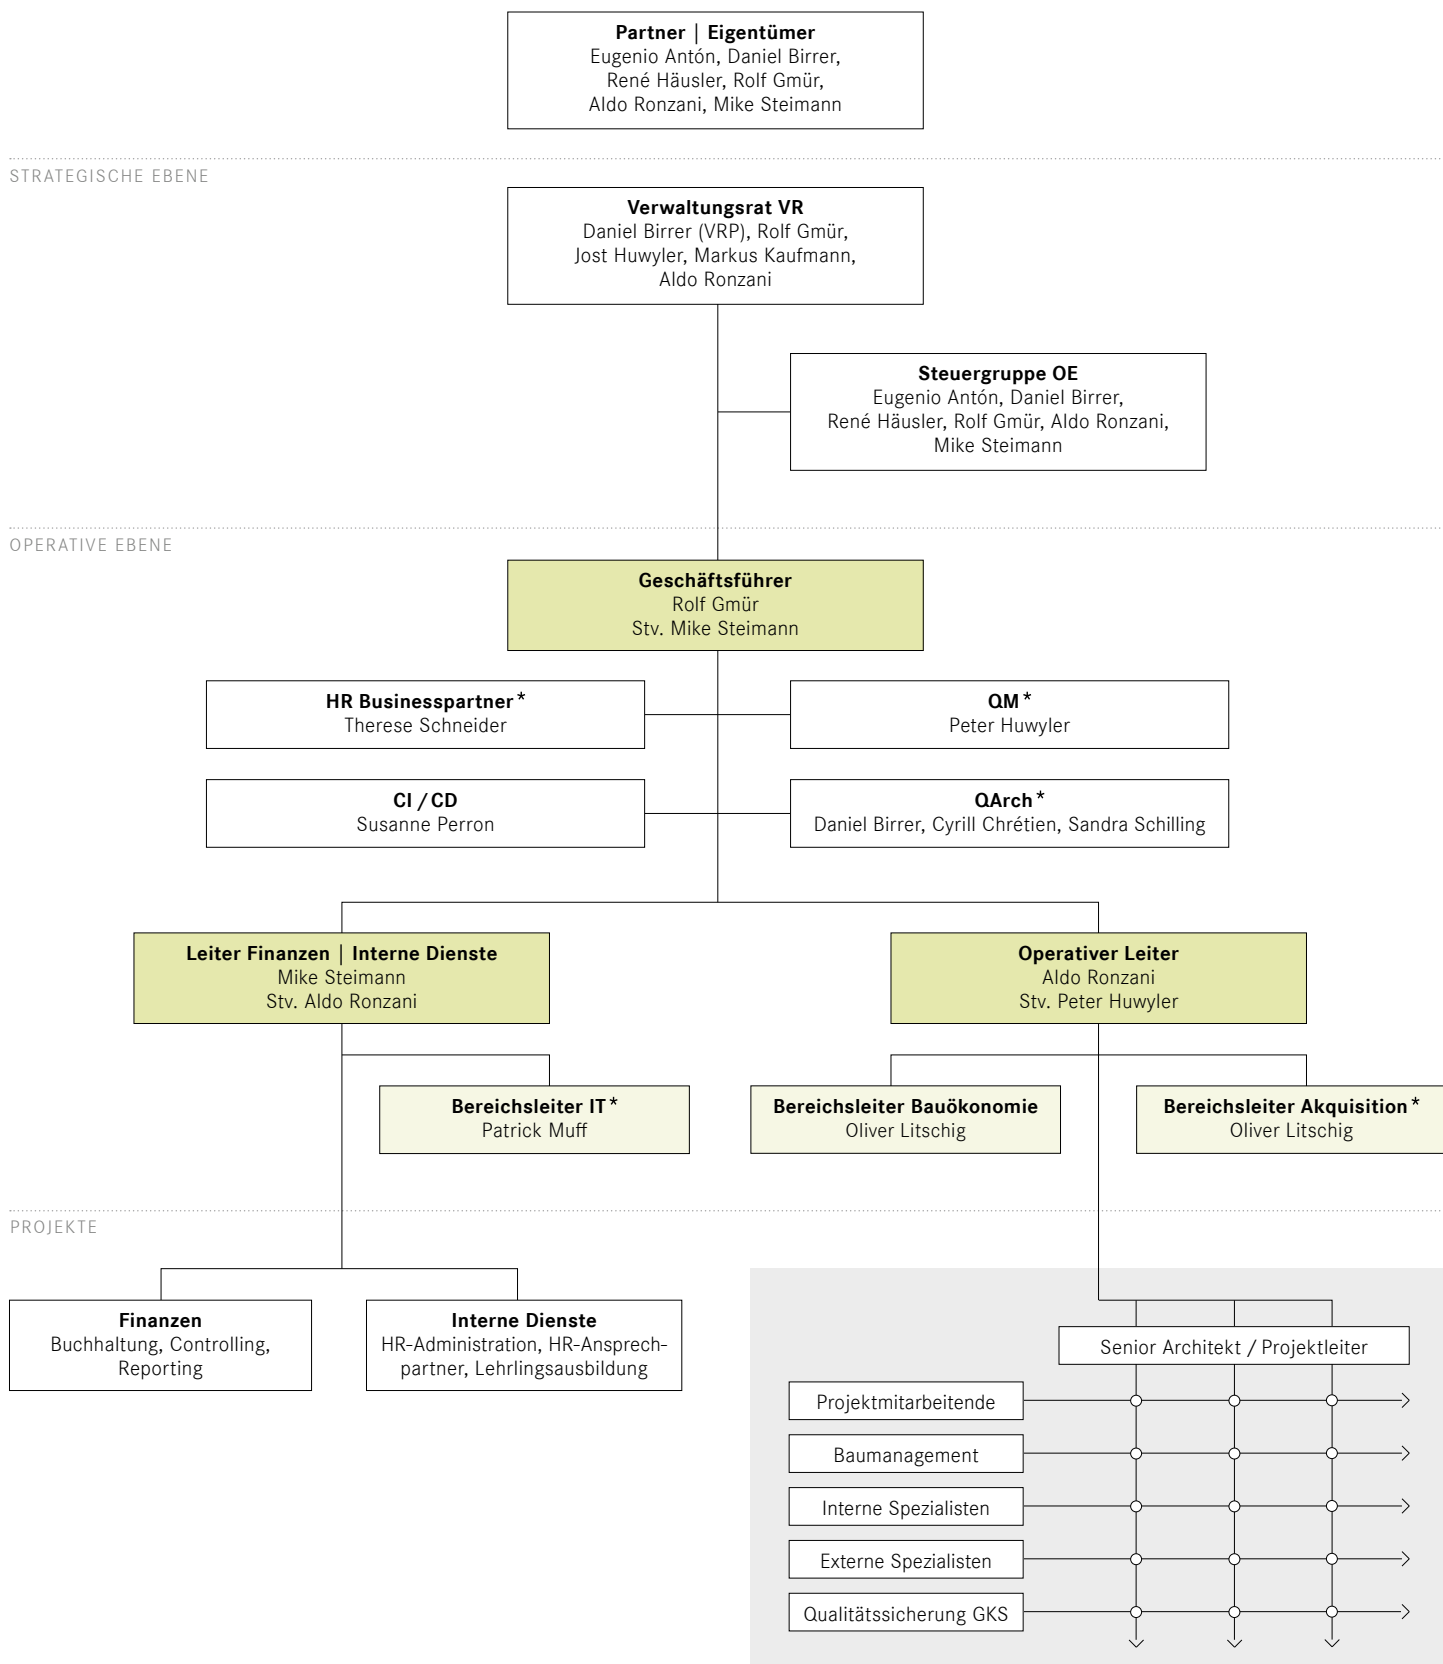 Partner | Eigentümer
Eugenio Antón, Daniel Birrer,
René Häusler, Rolf Gmür,
Aldo Ronzani, Mike Steimann
STRATEGISCHE EBENE
Verwaltungsrat VR
Daniel Birrer (VRP), Rolf Gmür,
Jost Huwyler, Markus Kaufmann,
Aldo Ronzani
Steuergruppe OE
Eugenio Antón, Daniel Birrer,
René Häusler, Rolf Gmür, Aldo Ronzani,
Mike Steimann
OPERATIVE EBENE
Geschäftsführer
Rolf Gmür
Stv. Mike Steimann
HR Businesspartner*
Therese Schneider
QM*
Peter Huwyler
CI / CD
Susanne Perron
QArch*
Daniel Birrer, Cyrill Chrétien, Sandra Schilling
Leiter Finanzen | Interne Dienste
Mike Steimann
Stv. Aldo Ronzani
Operativer Leiter
Aldo Ronzani
Stv. Peter Huwyler
Bereichsleiter IT*
Patrick Muff
Bereichsleiter Bauökonomie
Oliver Litschig
Bereichsleiter Akquisition*
Oliver Litschig
PROJEKTE
Finanzen
Buchhaltung, Controlling,
Reporting
Interne Dienste
HR-Administration, HR-Ansprech-
partner, Lehrlingsausbildung
Senior Architekt / Projektleiter
Projektmitarbeitende
Baumanagement
Interne Spezialisten
Externe Spezialisten
Qualitätssicherung GKS